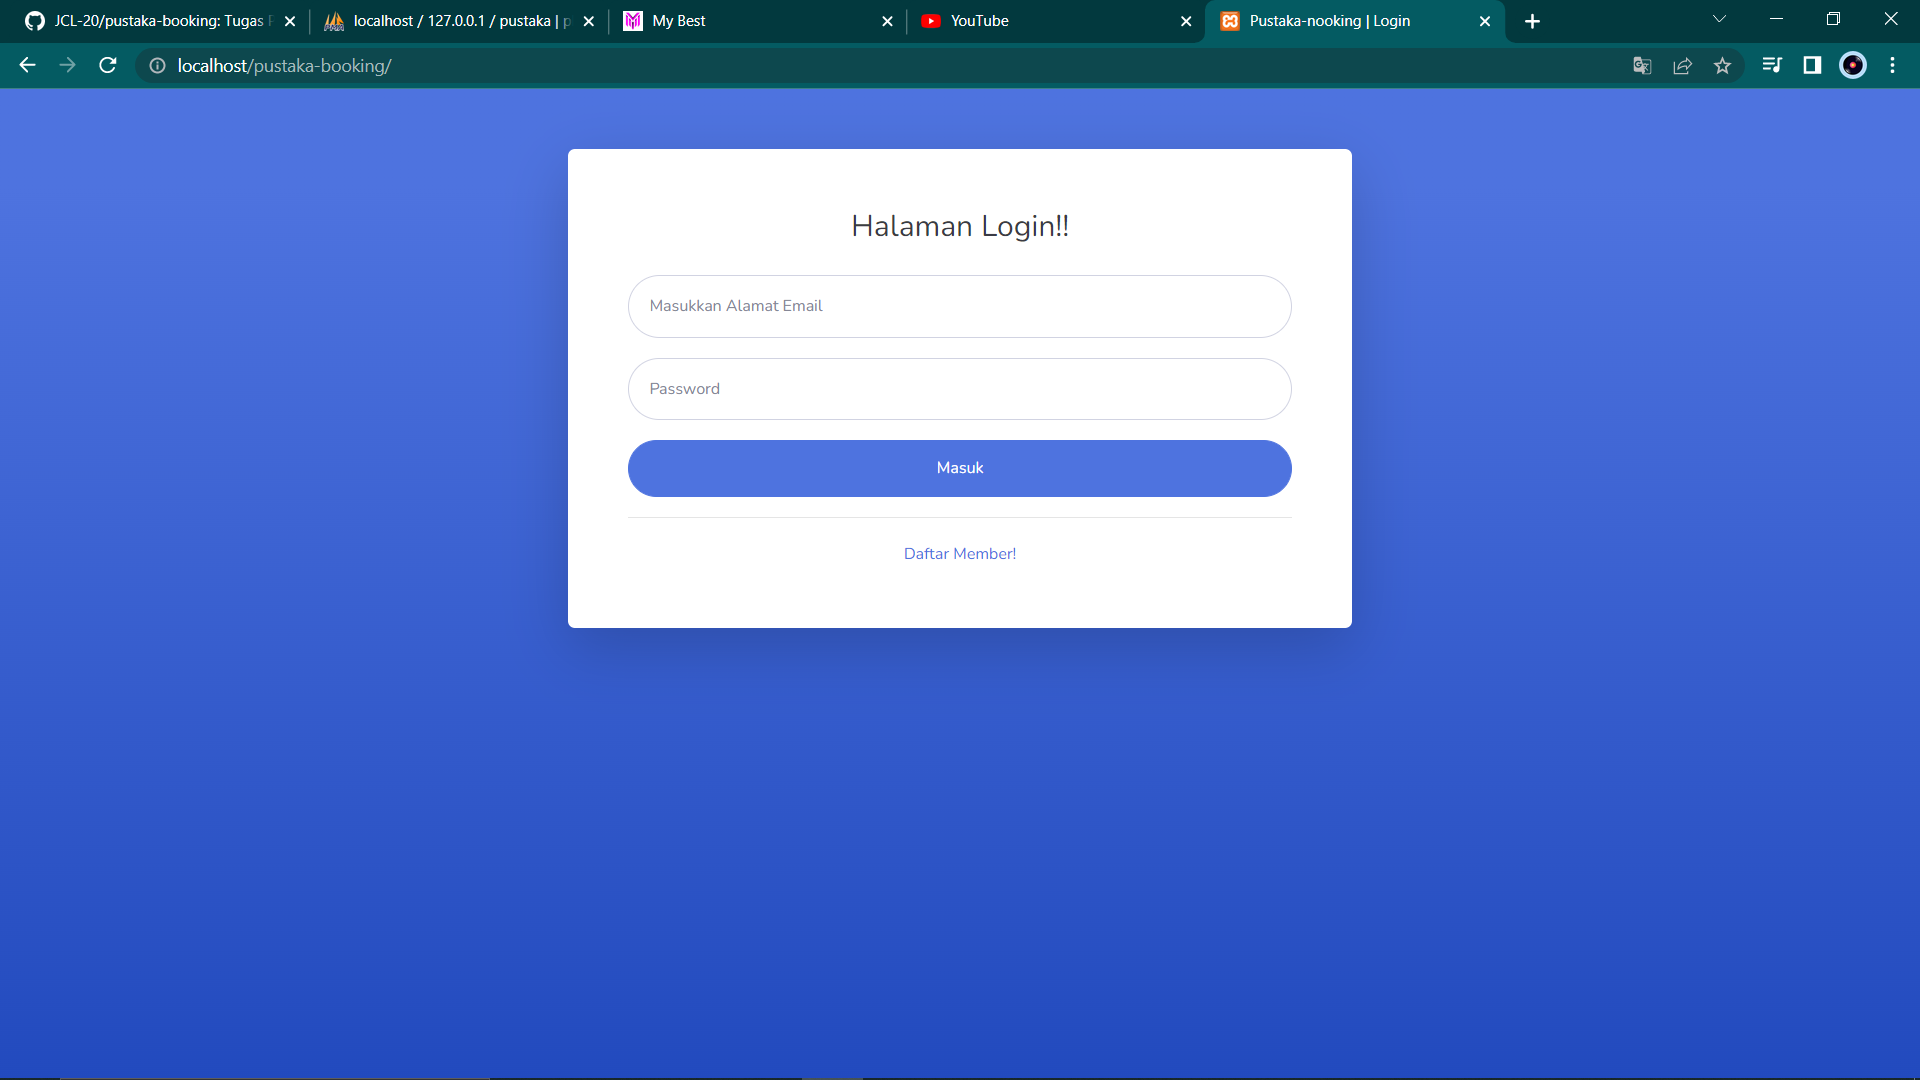 JCL-20/pustaka-booking: Tugas
localhost / 127.0.0.1 / pustaka | p
My Best
YouTube
Pustaka-nooking | Login
localhost/pustaka-booking/
Halaman Login!!
Masukkan Alamat Email
Password
Masuk
Daftar Member!